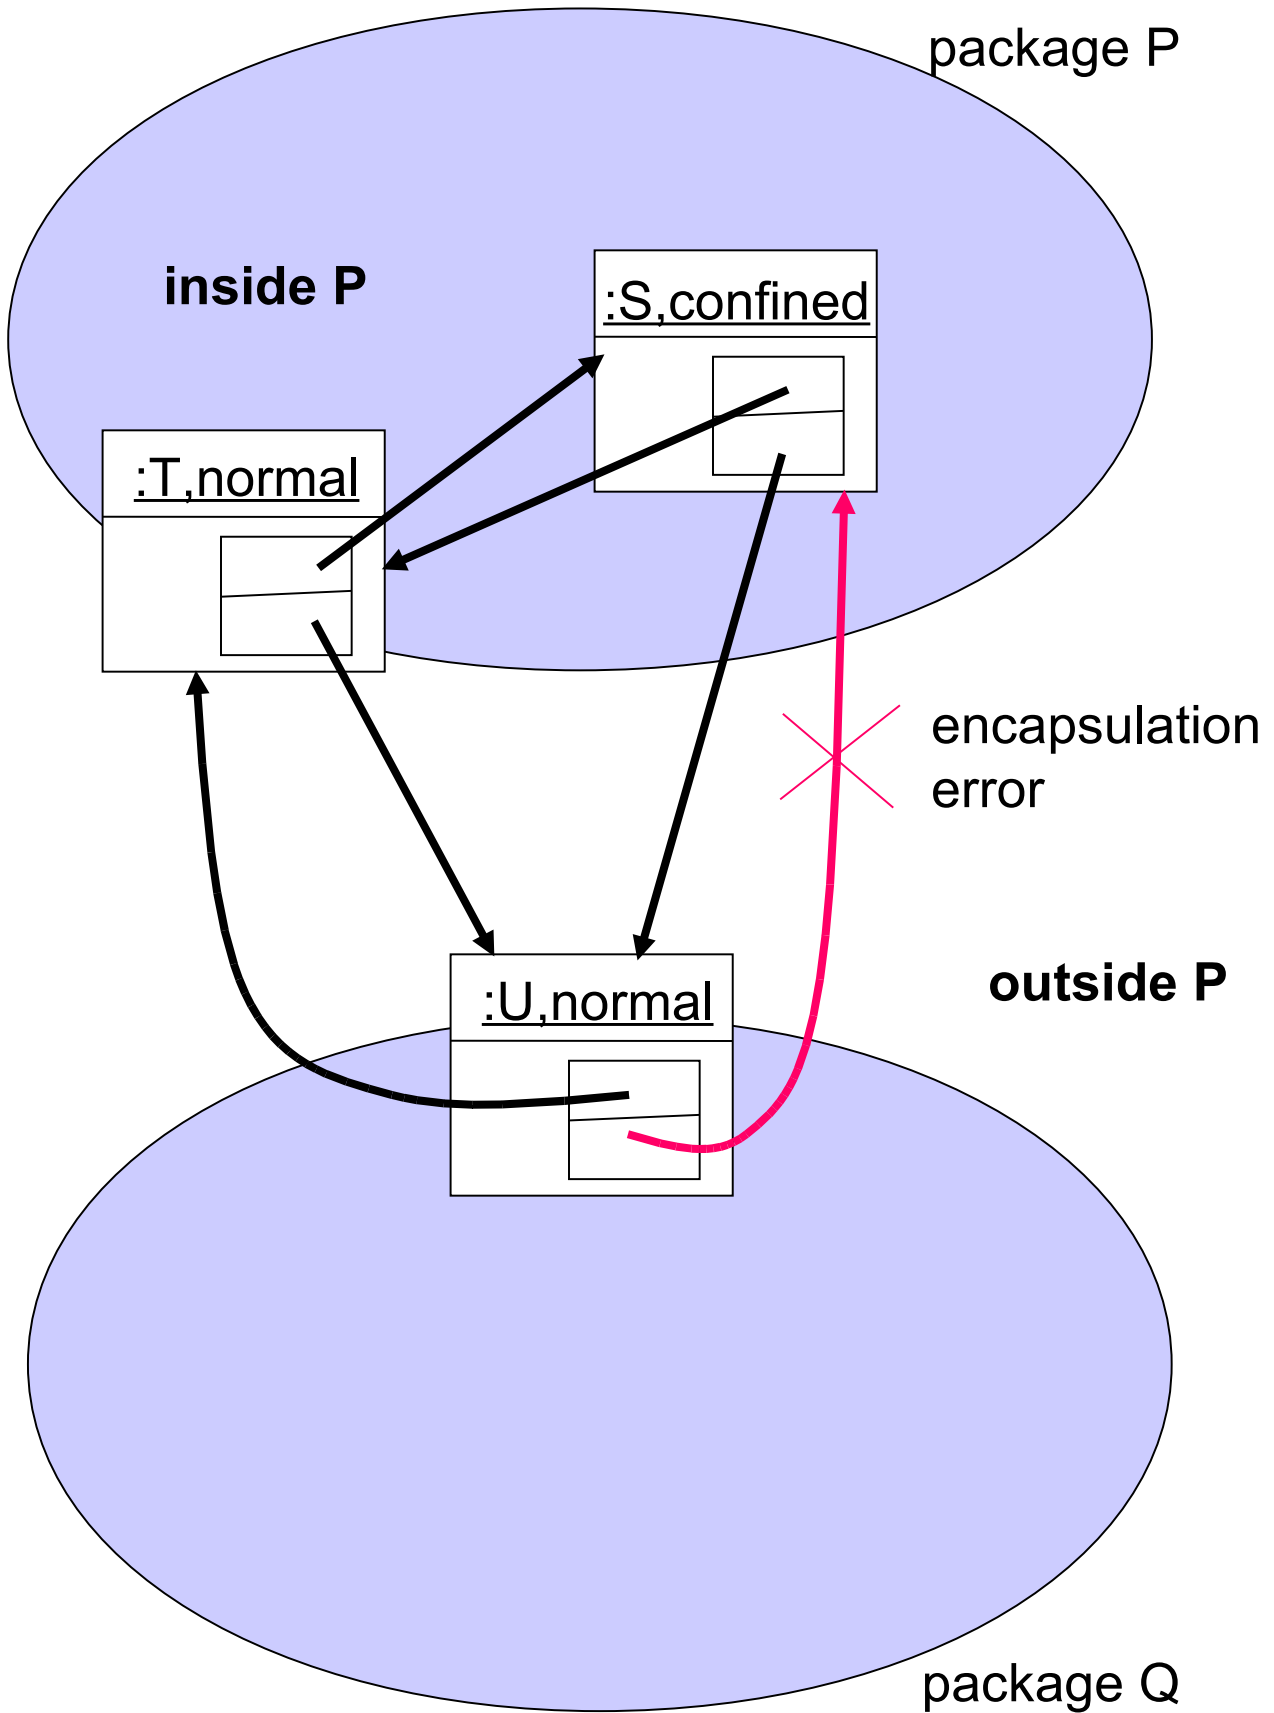 package P
inside P
:S,confined
:T,normal
encapsulation
error
outside P
:U,normal
package Q